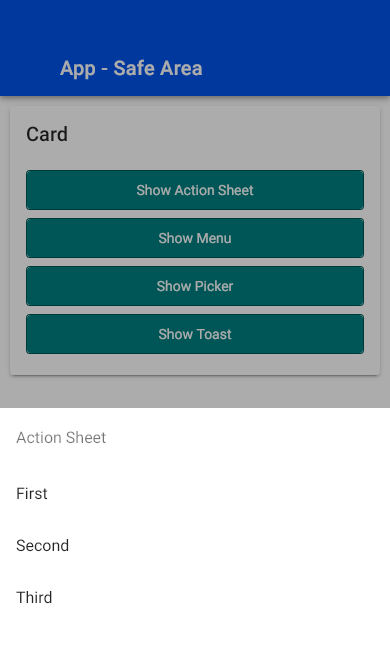 App - Safe Area
Card
Show Action Sheet
Show Menu
Show Picker
Show Toast
Action Sheet
First
Second
Third